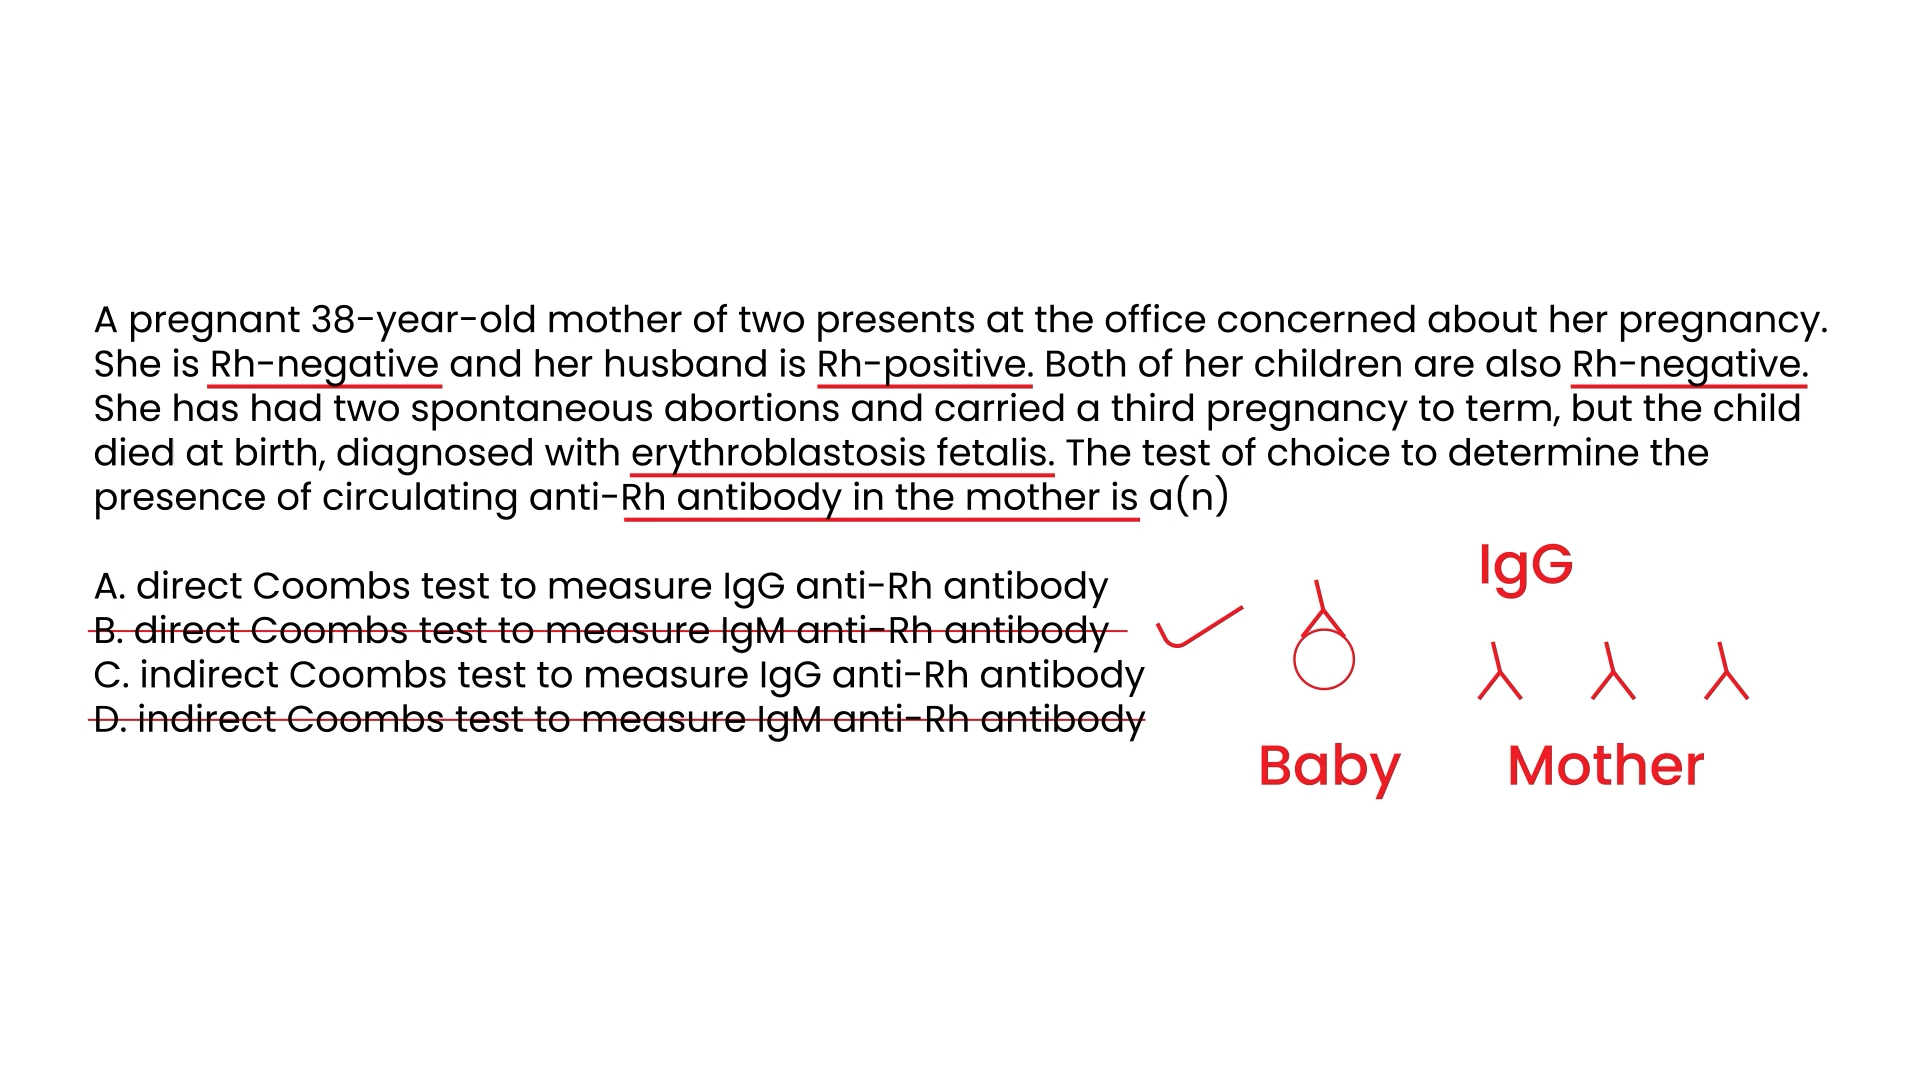 A pregnant 38-year-old mother of two presents at the office concerned about her pregnancy.
She is Rh-negative and her husband is Rh-positive. Both of her children are also Rh-negative.
She has had two spontaneous abortions and carried a third pregnancy to term, but the child
died at birth, diagnosed with erythroblastosis fetalis. The test of choice to determine the
presence of circulating anti-Rh antibody in the mother is a(n)
A. direct Coombs test to measure IgG anti-Rh antibody
B. direct Coombs test to measure IgM anti-Rh antibody
C. indirect Coombs test to measure IgG anti-Rh antibody
D. indirect Coombs test to measure IgM anti-Rh antibody
IgG
Baby
Mother